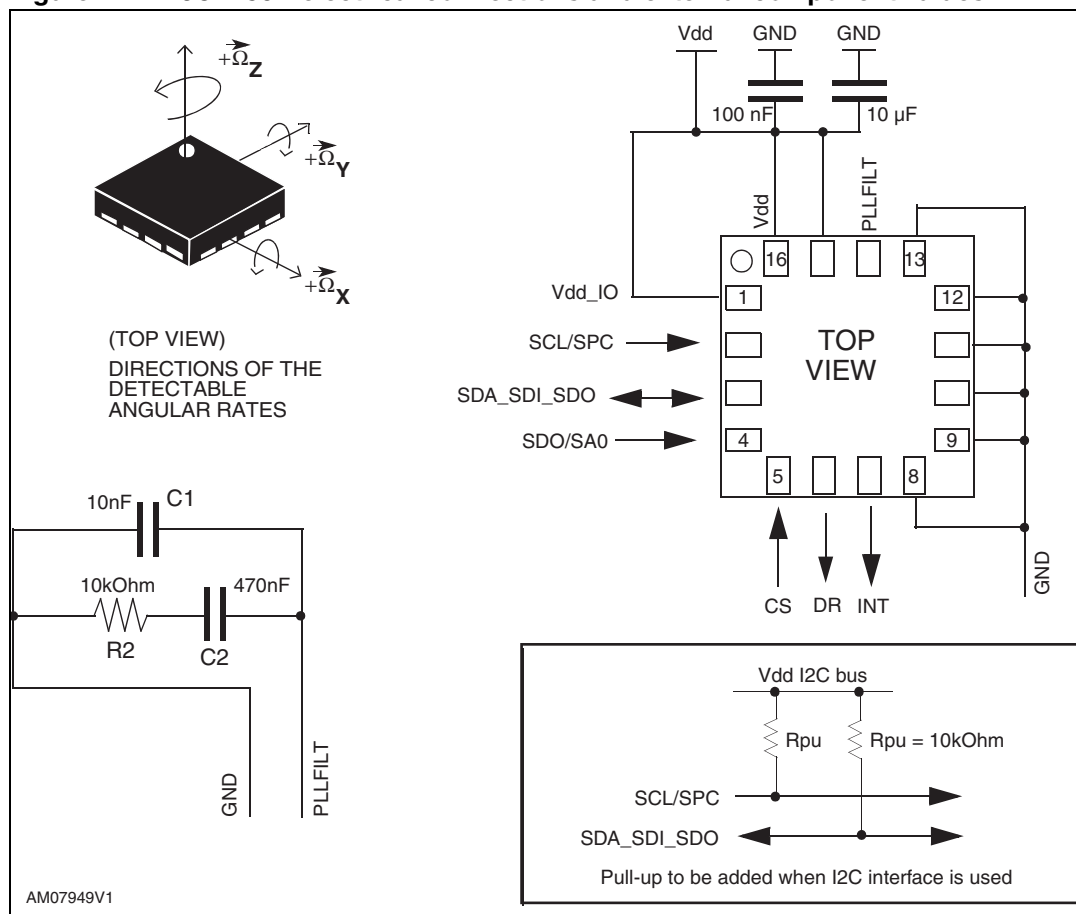 +Ω Z
+Ω Y
+Ω X
(TOP VIEW)
DIRECTIONS OF THE
DETECTABLE
ANGULAR RATES
Vdd GND GND
100 nF 10 µF
Vdd PLLFILT
16 13
Vdd_IO 1 12
SCL/SPC
TOP
VIEW
SDA_SDI_SDO
SDO/SA0 4 9
5 8
CS DR INT
GND
10nF C1
10kOhm 470nF
R2 C2
GND PLLFILT
Vdd I2C bus
Rpu Rpu = 10kOhm
SCL/SPC
SDA_SDI_SDO
Pull-up to be added when I2C interface is used
AM07949V1